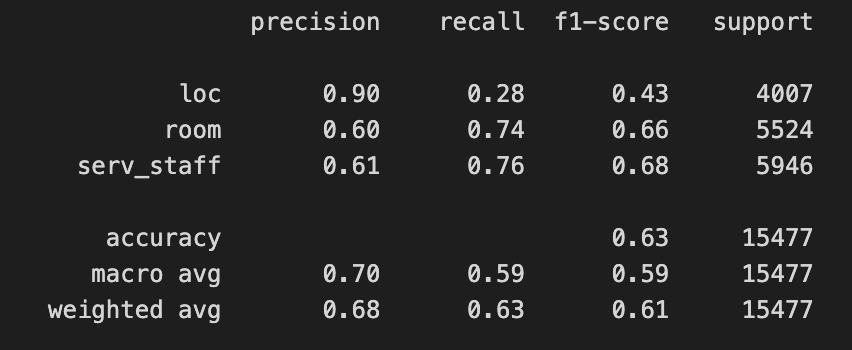 precision recall f1-score support
loc 0.90 0.28 0.43 4007
room 0.60 0.74 0.66 5524
serv_staff 0.61 0.76 0.68 5946
accuracy 0.63 15477
macro avg 0.70 0.59 0.59 15477
weighted avg 0.68 0.63 0.61 15477